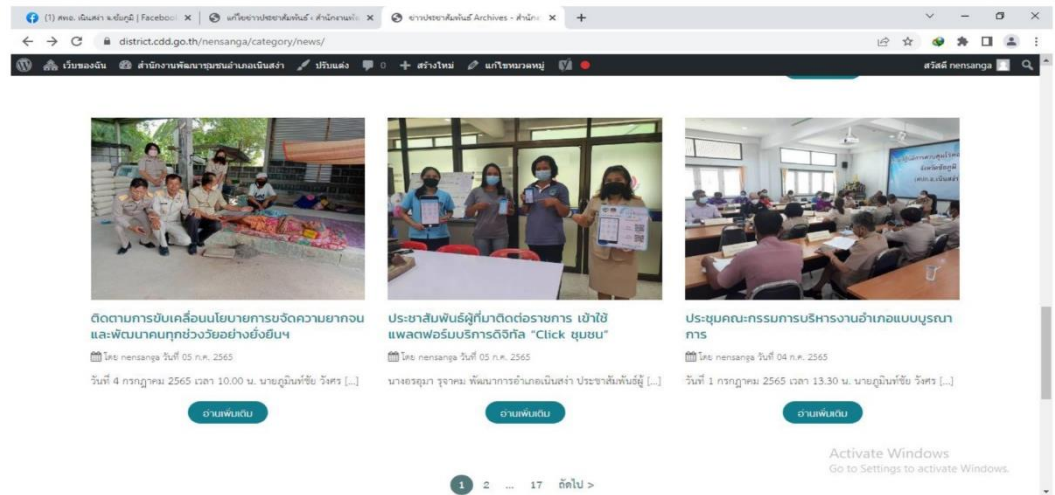 (1) สพอ. เนินสง่า จ.ชัยภูมิ | Facebook
แก้ไขข่าวประชาสัมพันธ์ ‹ สำนักงานพัฒ
ข่าวประชาสัมพันธ์ Archives - สำนัก
district.cdd.go.th/nensanga/category/news/
เว็บของฉัน สำนักงานพัฒนาชุมชนอำเภอเนินสง่า ปรับแต่ง 0 + สร้างใหม่ แก้ไขหมวดหมู่ สวัสดี nensanga
ติดตามการขับเคลื่อนนโยบายการขจัดความยากจน
และพัฒนาคนทุกช่วงวัยอย่างยั่งยืนฯ
โดย nensanga วันที่ 05 ก.ค. 2565
วันที่ 4 กรกฎาคม 2565 เวลา 10.00 น. นายภูมินท์ชัย วังศร [...]
อ่านเพิ่มเติม
ประชาสัมพันธ์ผู้ที่มาติดต่อราชการ เข้าใช้
แพลตฟอร์มบริการดิจิทัล “Click ชุมชน”
โดย nensanga วันที่ 05 ก.ค. 2565
นางอรอุมา รุจาคม พัฒนาการอำเภอเนินสง่า ประชาสัมพันธ์ผู้ [...]
อ่านเพิ่มเติม
ประชุมคณะกรรมการบริหารงานอำเภอแบบบูรณา
การ
โดย nensanga วันที่ 04 ก.ค. 2565
วันที่ 1 กรกฎาคม 2565 เวลา 13.30 น. นายภูมินท์ชัย วังศร [...]
อ่านเพิ่มเติม
Activate Windows
Go to Settings to activate Windows.
1 2 ... 17 ถัดไป >